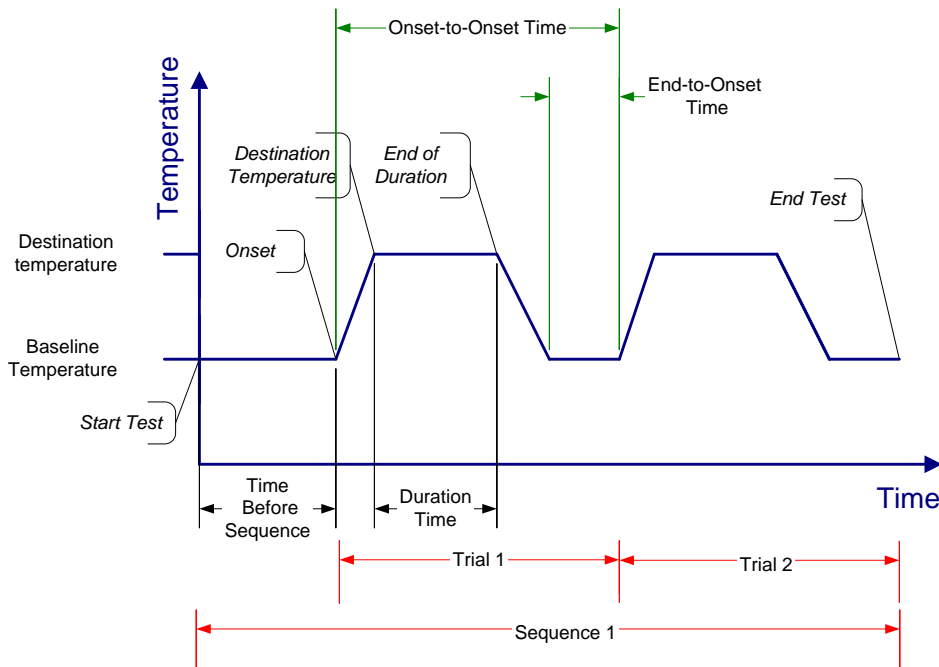 Onset-to-Onset Time
End-to-Onset
Time
Temperature
Destination
Temperature
End of
Duration
End Test
Destination
temperature
Onset
Baseline
Temperature
Start Test
Time
Before
Sequence
Duration
Time
Time
Trial 1
Trial 2
Sequence 1